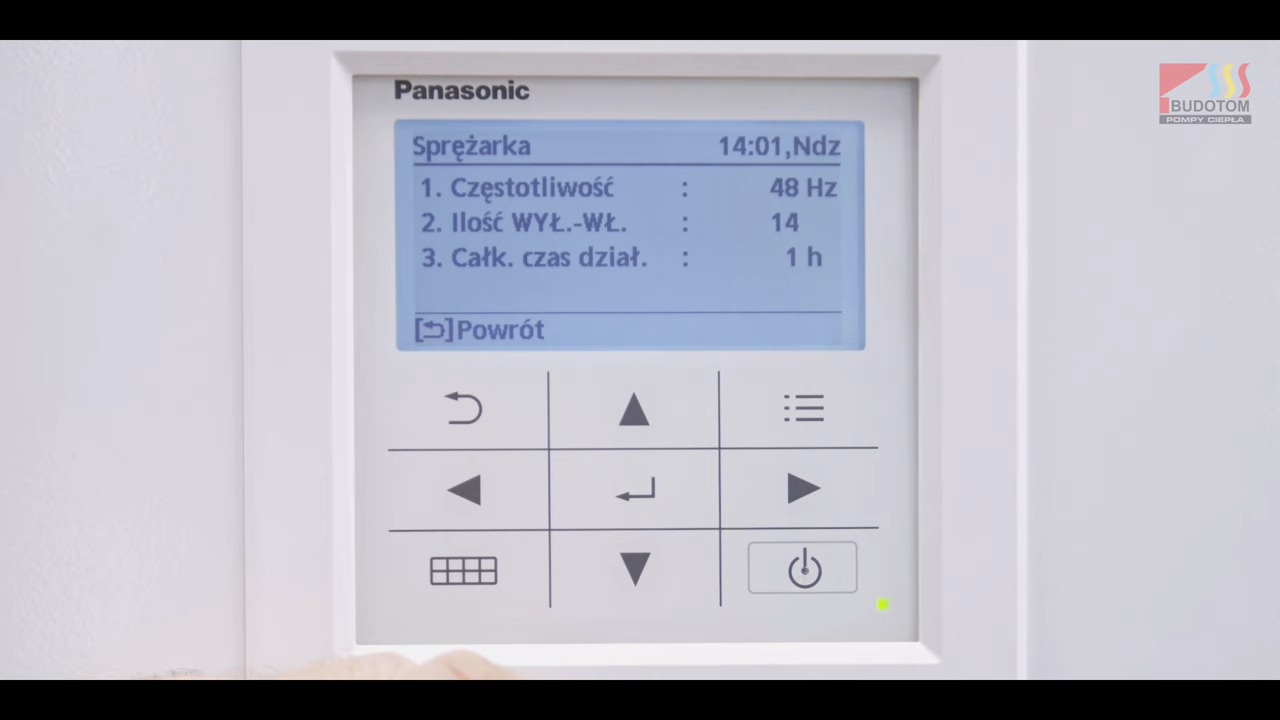 Panasonic
BUDOTOM
POMPY CIEPŁA
Sprężarka 14:01,Ndz
1. Częstotliwość : 48 Hz
2. Ilość WYŁ.-WŁ. : 14
3. Całk. czas dział. : 1 h
[⮌]Powrót